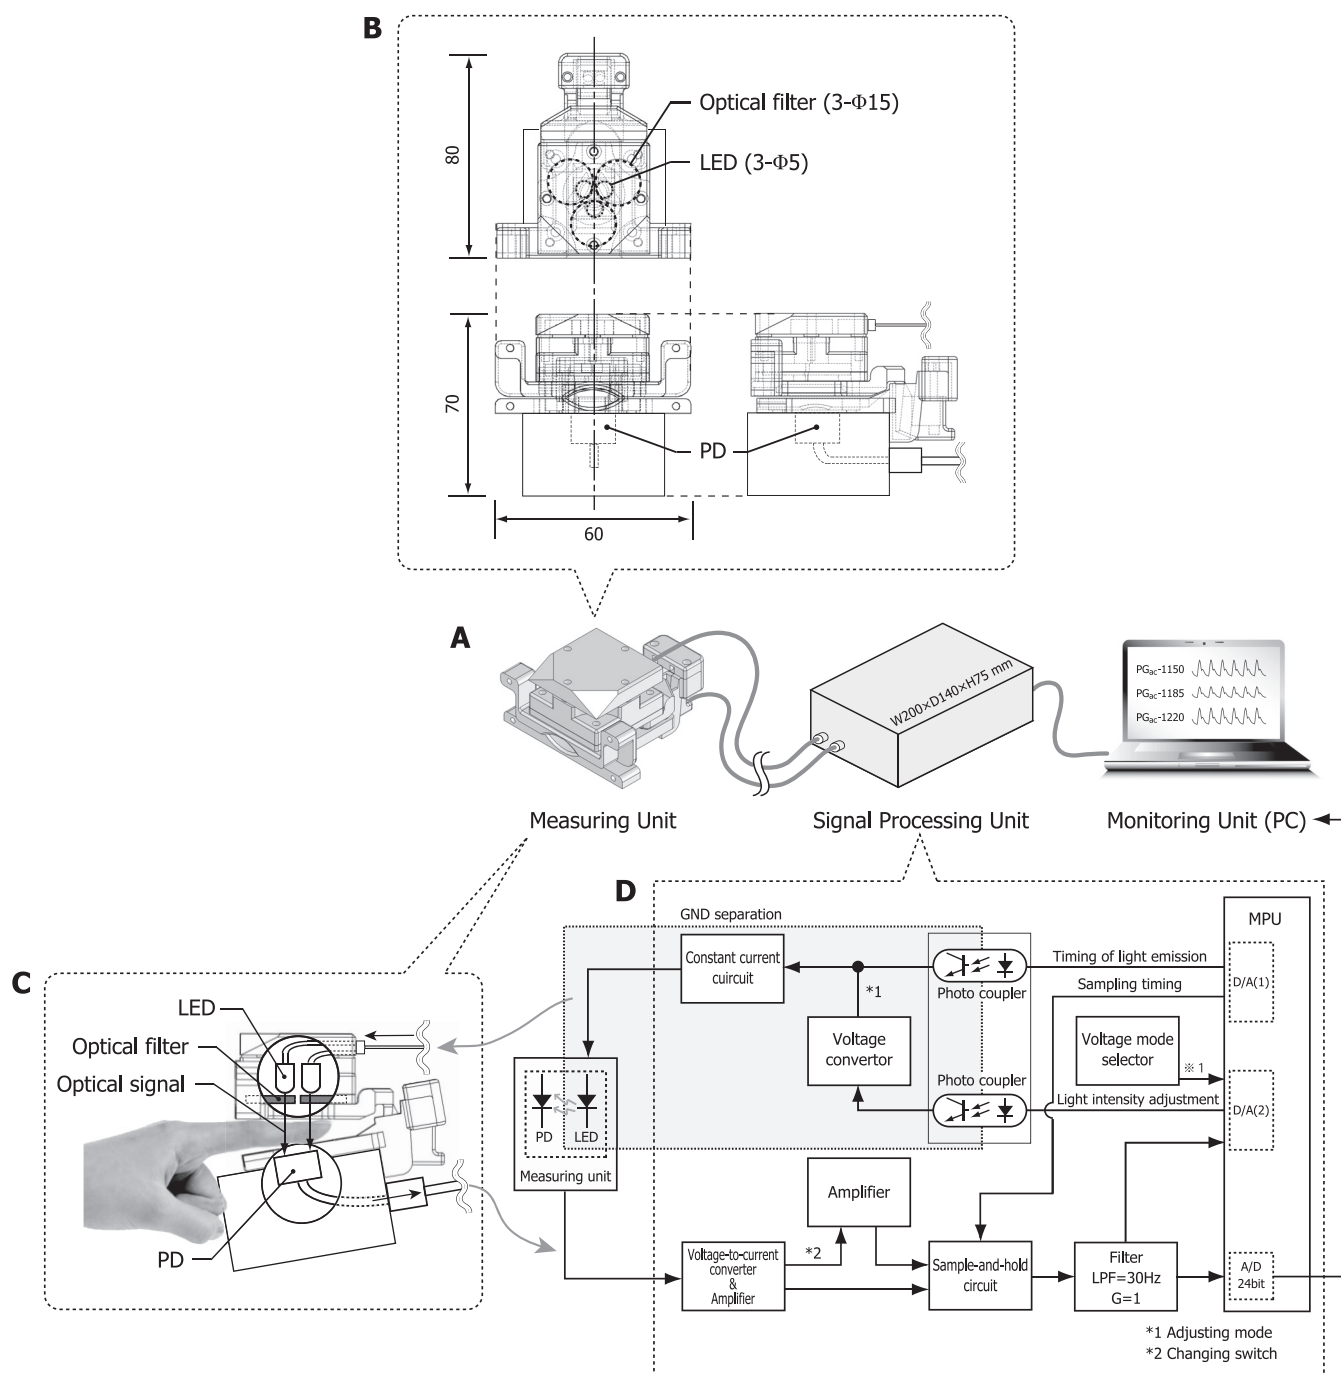 B
Optical filter (3-Φ15)
LED (3-Φ5)
80
70
PD
60
A
W200×D140×H75 mm
PGac-1150
PGac-1185
PGac-1220
Measuring Unit
Signal Processing Unit
Monitoring Unit (PC)
C
LED
Optical filter
Optical signal
PD
D
GND separation
MPU
Constant current
cuircuit
Photo coupler
Timing of light emission
Sampling timing
D/A(1)
*1
Voltage
convertor
Voltage mode
selector
※1
Photo coupler
Light intensity adjustment
D/A(2)
PD
LED
Measuring unit
Amplifier
*2
Voltage-to-current
converter
&
Amplifier
Sample-and-hold
circuit
Filter
LPF=30Hz
G=1
A/D
24bit
*1 Adjusting mode
*2 Changing switch